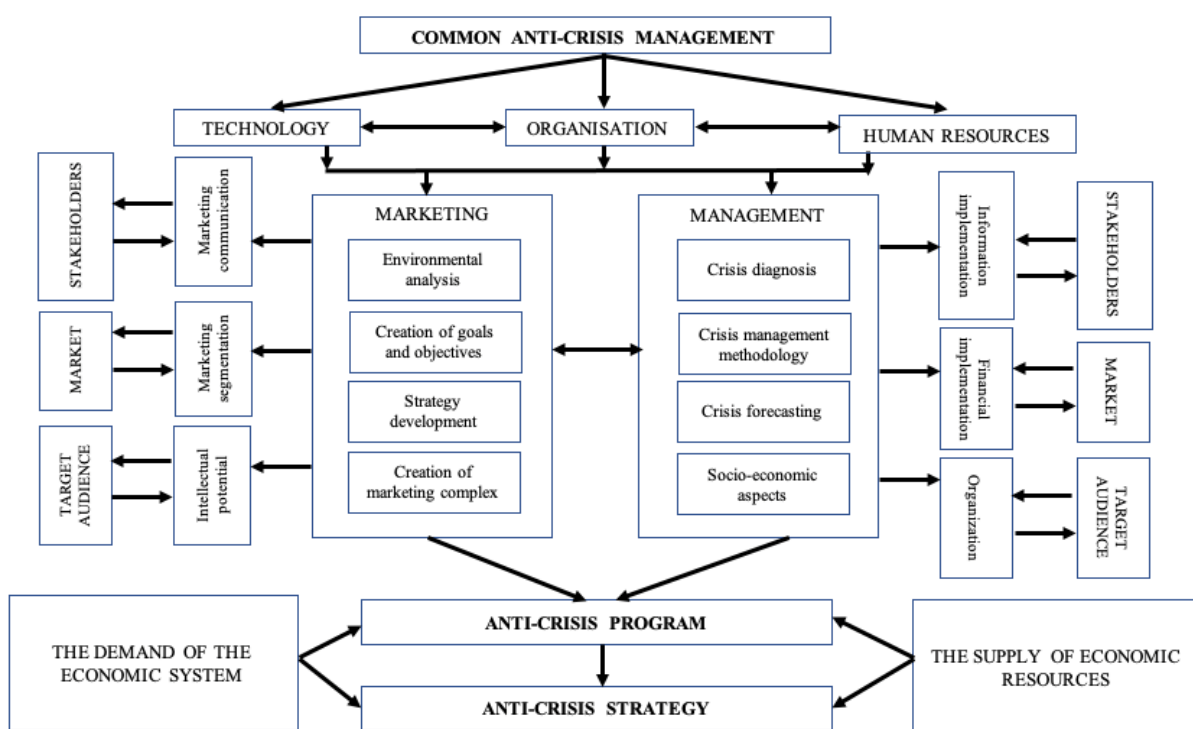 COMMON ANTI-CRISIS MANAGEMENT
TECHNOLOGY
ORGANISATION
HUMAN RESOURCES
STAKEHOLDERS
Marketing
communication
MARKET
Marketing
segmentation
TARGET
AUDIENCE
Intellectual
potential
MARKETING
Environmental
analysis
Creation of goals
and objectives
Strategy
development
Creation of
marketing complex
MANAGEMENT
Crisis diagnosis
Crisis management
methodology
Crisis forecasting
Socio-economic
aspects
Information
implementation
STAKEHOLDERS
Financial
implementation
MARKET
Organization
TARGET
AUDIENCE
THE DEMAND OF THE
ECONOMIC SYSTEM
ANTI-CRISIS PROGRAM
ANTI-CRISIS STRATEGY
THE SUPPLY OF ECONOMIC
RESOURCES